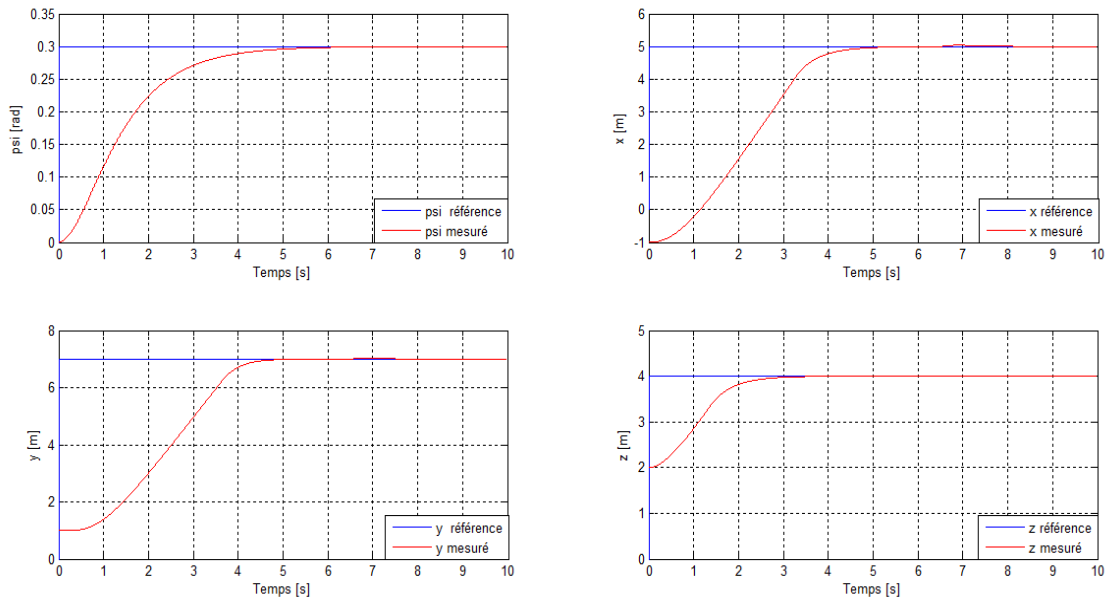 0.35
0.3
0.25
0.2
0.15
0.1
0.05
0
psi [rad]
0 1 2 3 4 5 6 7 8 9 10
Temps [s]
psi référence
psi mesuré
6
5
4
3
2
1
0
-1
x [m]
0 1 2 3 4 5 6 7 8 9 10
Temps [s]
x référence
x mesuré
8
6
4
2
0
y [m]
0 1 2 3 4 5 6 7 8 9 10
Temps [s]
y référence
y mesuré
5
4
3
2
1
0
z [m]
0 1 2 3 4 5 6 7 8 9 10
Temps [s]
z référence
z mesuré